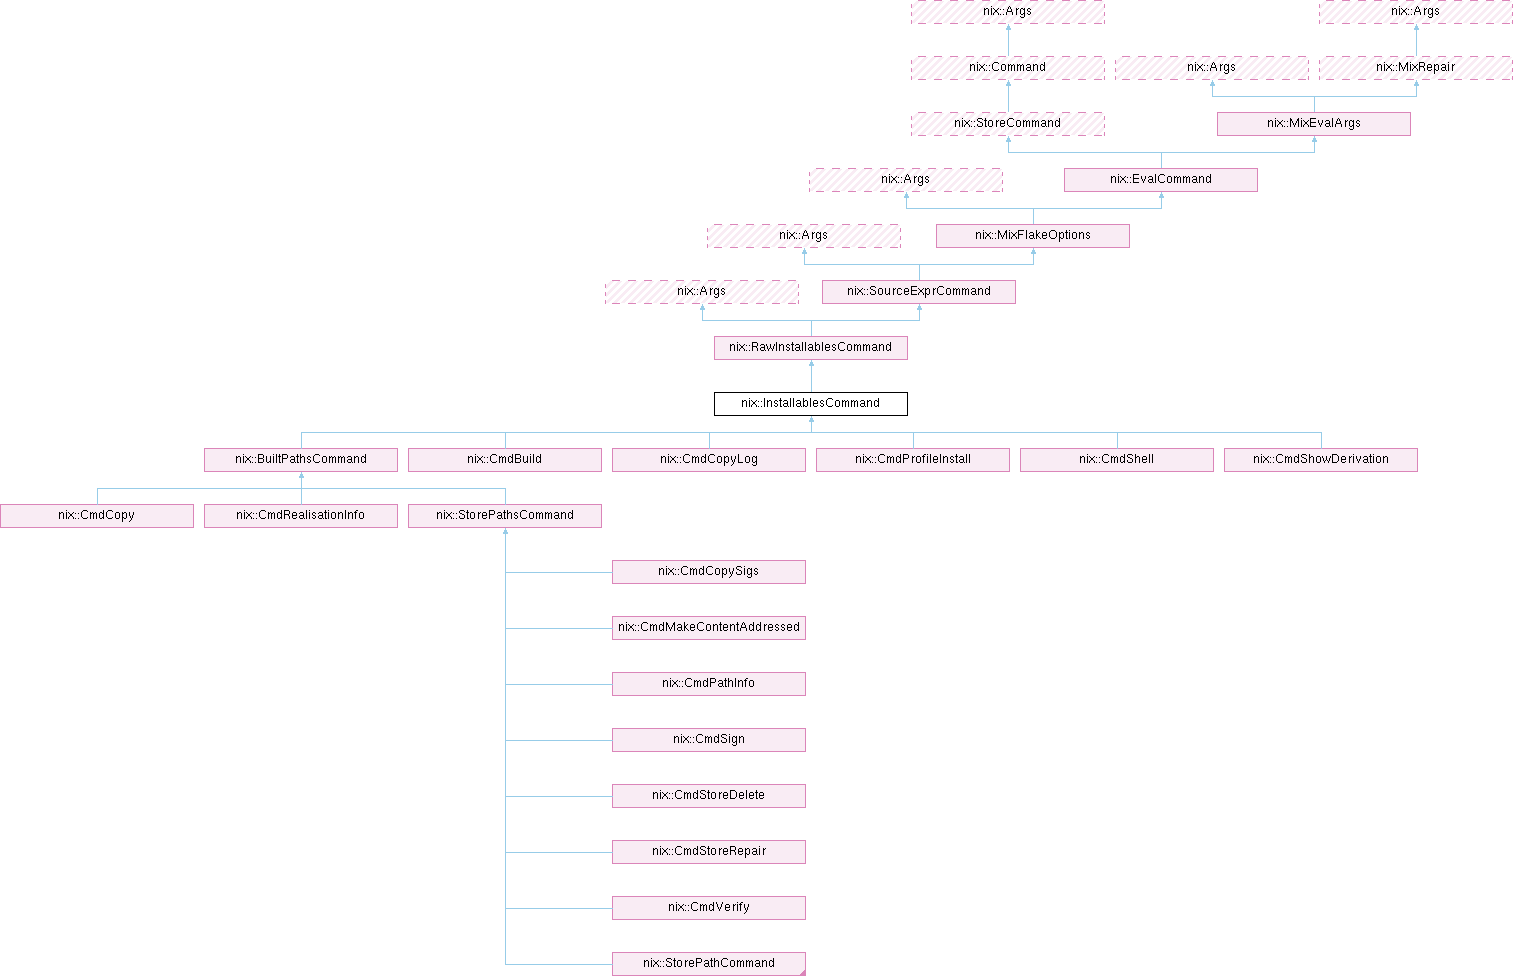 nix::Args
nix::Args
nix::Command
nix::Args
nix::MixRepair
nix::StoreCommand
nix::MixEvalArgs
nix::Args
nix::EvalCommand
nix::Args
nix::MixFlakeOptions
nix::Args
nix::SourceExprCommand
nix::RawInstallablesCommand
nix::InstallablesCommand
nix::BuiltPathsCommand
nix::CmdBuild
nix::CmdCopyLog
nix::CmdProfileInstall
nix::CmdShell
nix::CmdShowDerivation
nix::CmdCopy
nix::CmdRealisationInfo
nix::StorePathsCommand
nix::CmdCopySigs
nix::CmdMakeContentAddressed
nix::CmdPathInfo
nix::CmdSign
nix::CmdStoreDelete
nix::CmdStoreRepair
nix::CmdVerify
nix::StorePathCommand